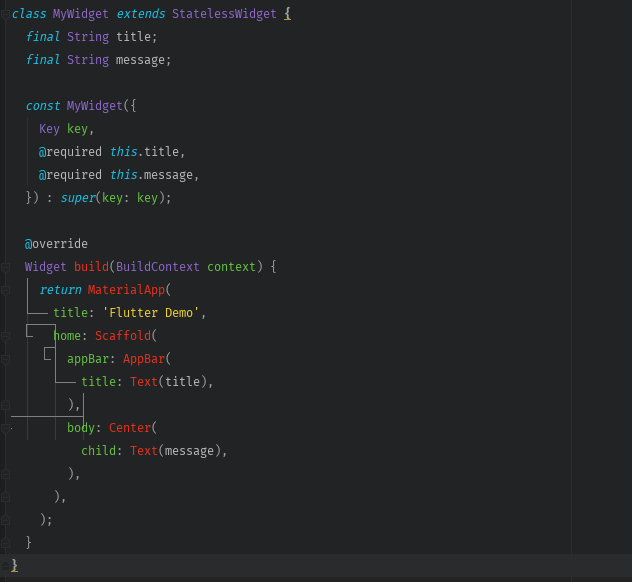 class MyWidget extends StatelessWidget {
  final String title;
  final String message;

  const MyWidget({
    Key key,
    @required this.title,
    @required this.message,
  }) : super(key: key);

  @override
  Widget build(BuildContext context) {
    return MaterialApp(
      title: 'Flutter Demo',
      home: Scaffold(
        appBar: AppBar(
          title: Text(title),
        ),
        body: Center(
          child: Text(message),
        ),
      ),
    );
  }
}